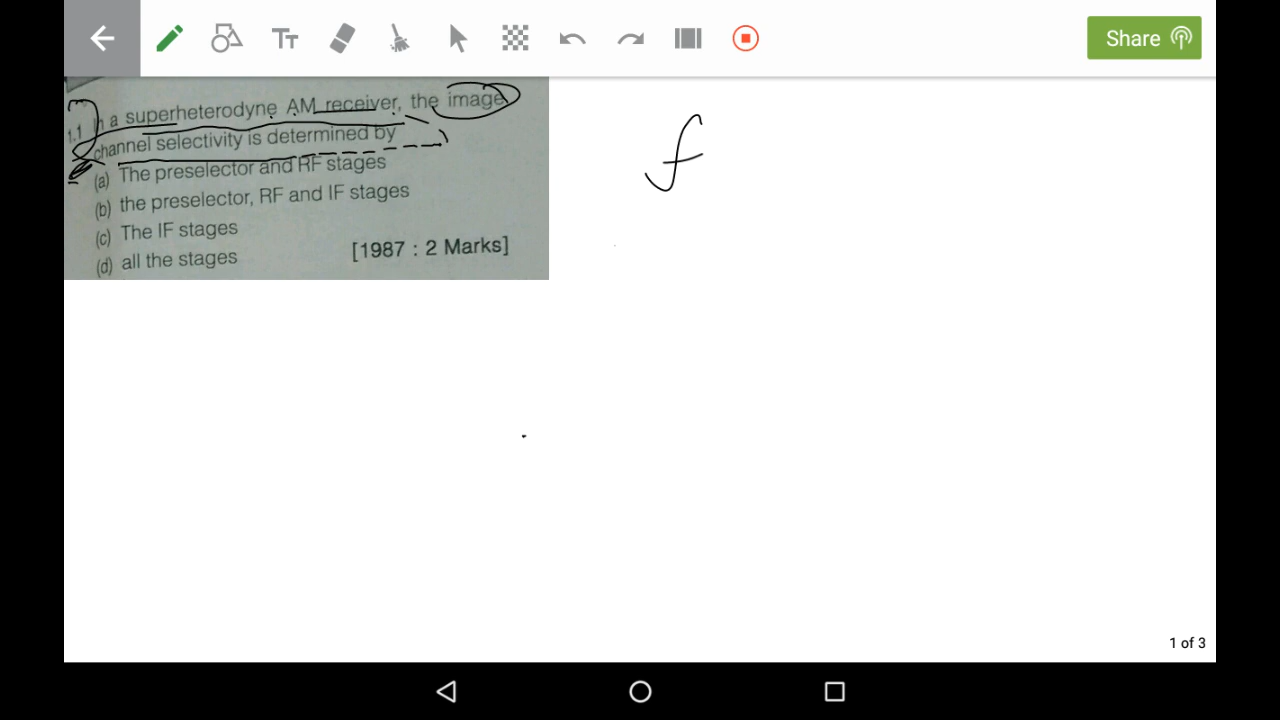 Share
1.1 In a superheterodyne AM receiver, the image
channel selectivity is determined by
(a) The preselector and RF stages
(b) the preselector, RF and IF stages
(c) The IF stages
(d) all the stages
[1987 : 2 Marks]
f
1 of 3